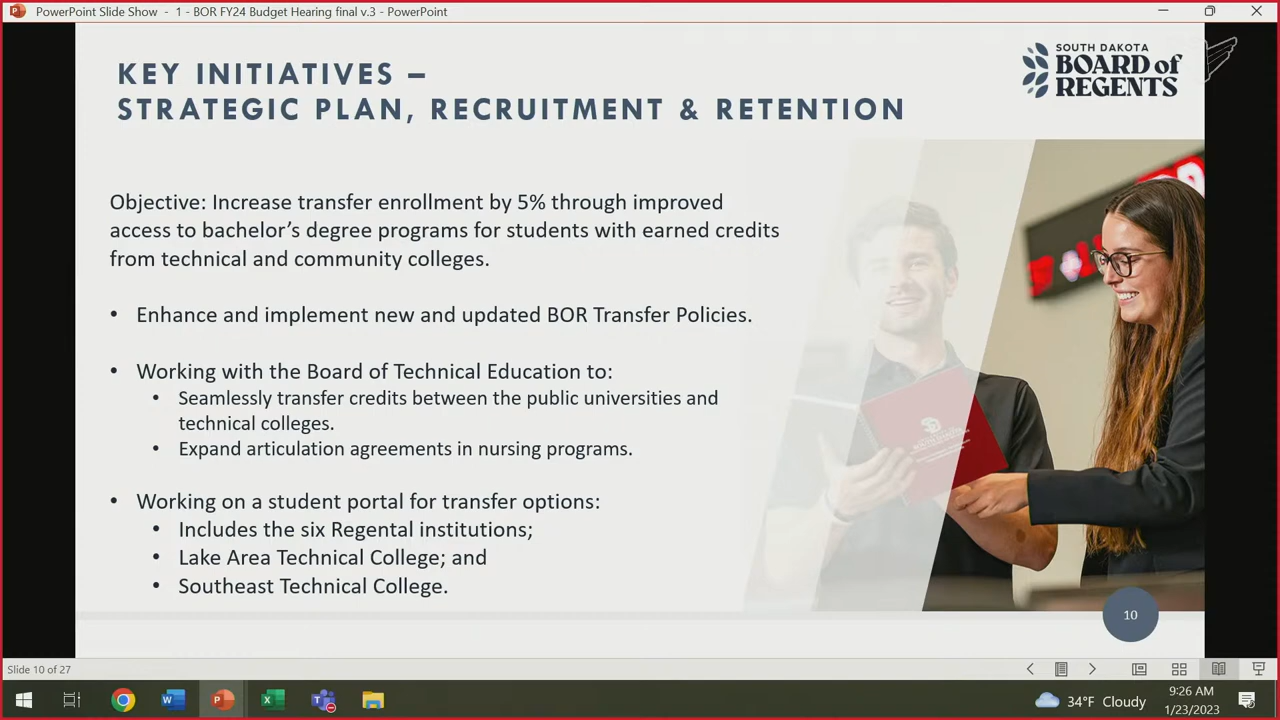 PowerPoint Slide Show - 1 - BOR FY24 Budget Hearing final v.3 - PowerPoint
KEY INITIATIVES –
STRATEGIC PLAN, RECRUITMENT & RETENTION
SOUTH DAKOTA
BOARD of
REGENTS
Objective: Increase transfer enrollment by 5% through improved
access to bachelor's degree programs for students with earned credits
from technical and community colleges.
• Enhance and implement new and updated BOR Transfer Policies.
• Working with the Board of Technical Education to:
• Seamlessly transfer credits between the public universities and
technical colleges.
• Expand articulation agreements in nursing programs.
• Working on a student portal for transfer options:
• Includes the six Regental institutions;
• Lake Area Technical College; and
• Southeast Technical College.
10
Slide 10 of 27
34°F Cloudy
9:26 AM
1/23/2023